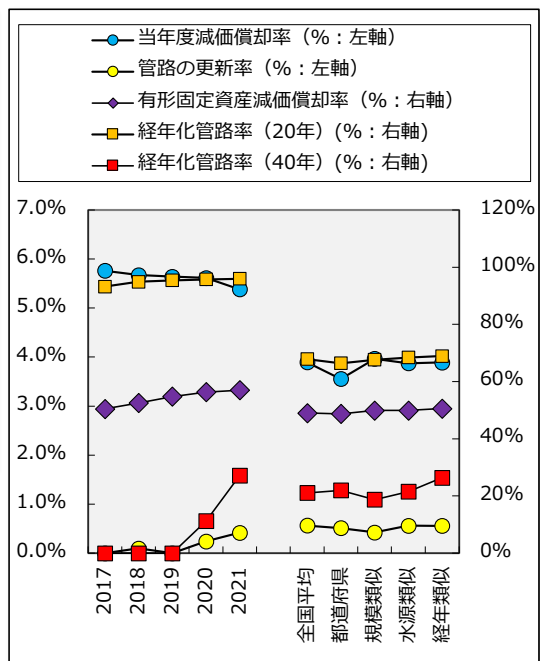 当年度減価償却率（％：左軸）
管路の更新率（％：左軸）
有形固定資産減価償却率（％：右軸）
経年化管路率（20年）(％：右軸)
経年化管路率（40年）(％：右軸)
7.0%
6.0%
5.0%
4.0%
3.0%
2.0%
1.0%
0.0%
120%
100%
80%
60%
40%
20%
0%
2017
2018
2019
2020
2021
全国平均
都道府県
規模類似
水源類似
経年類似